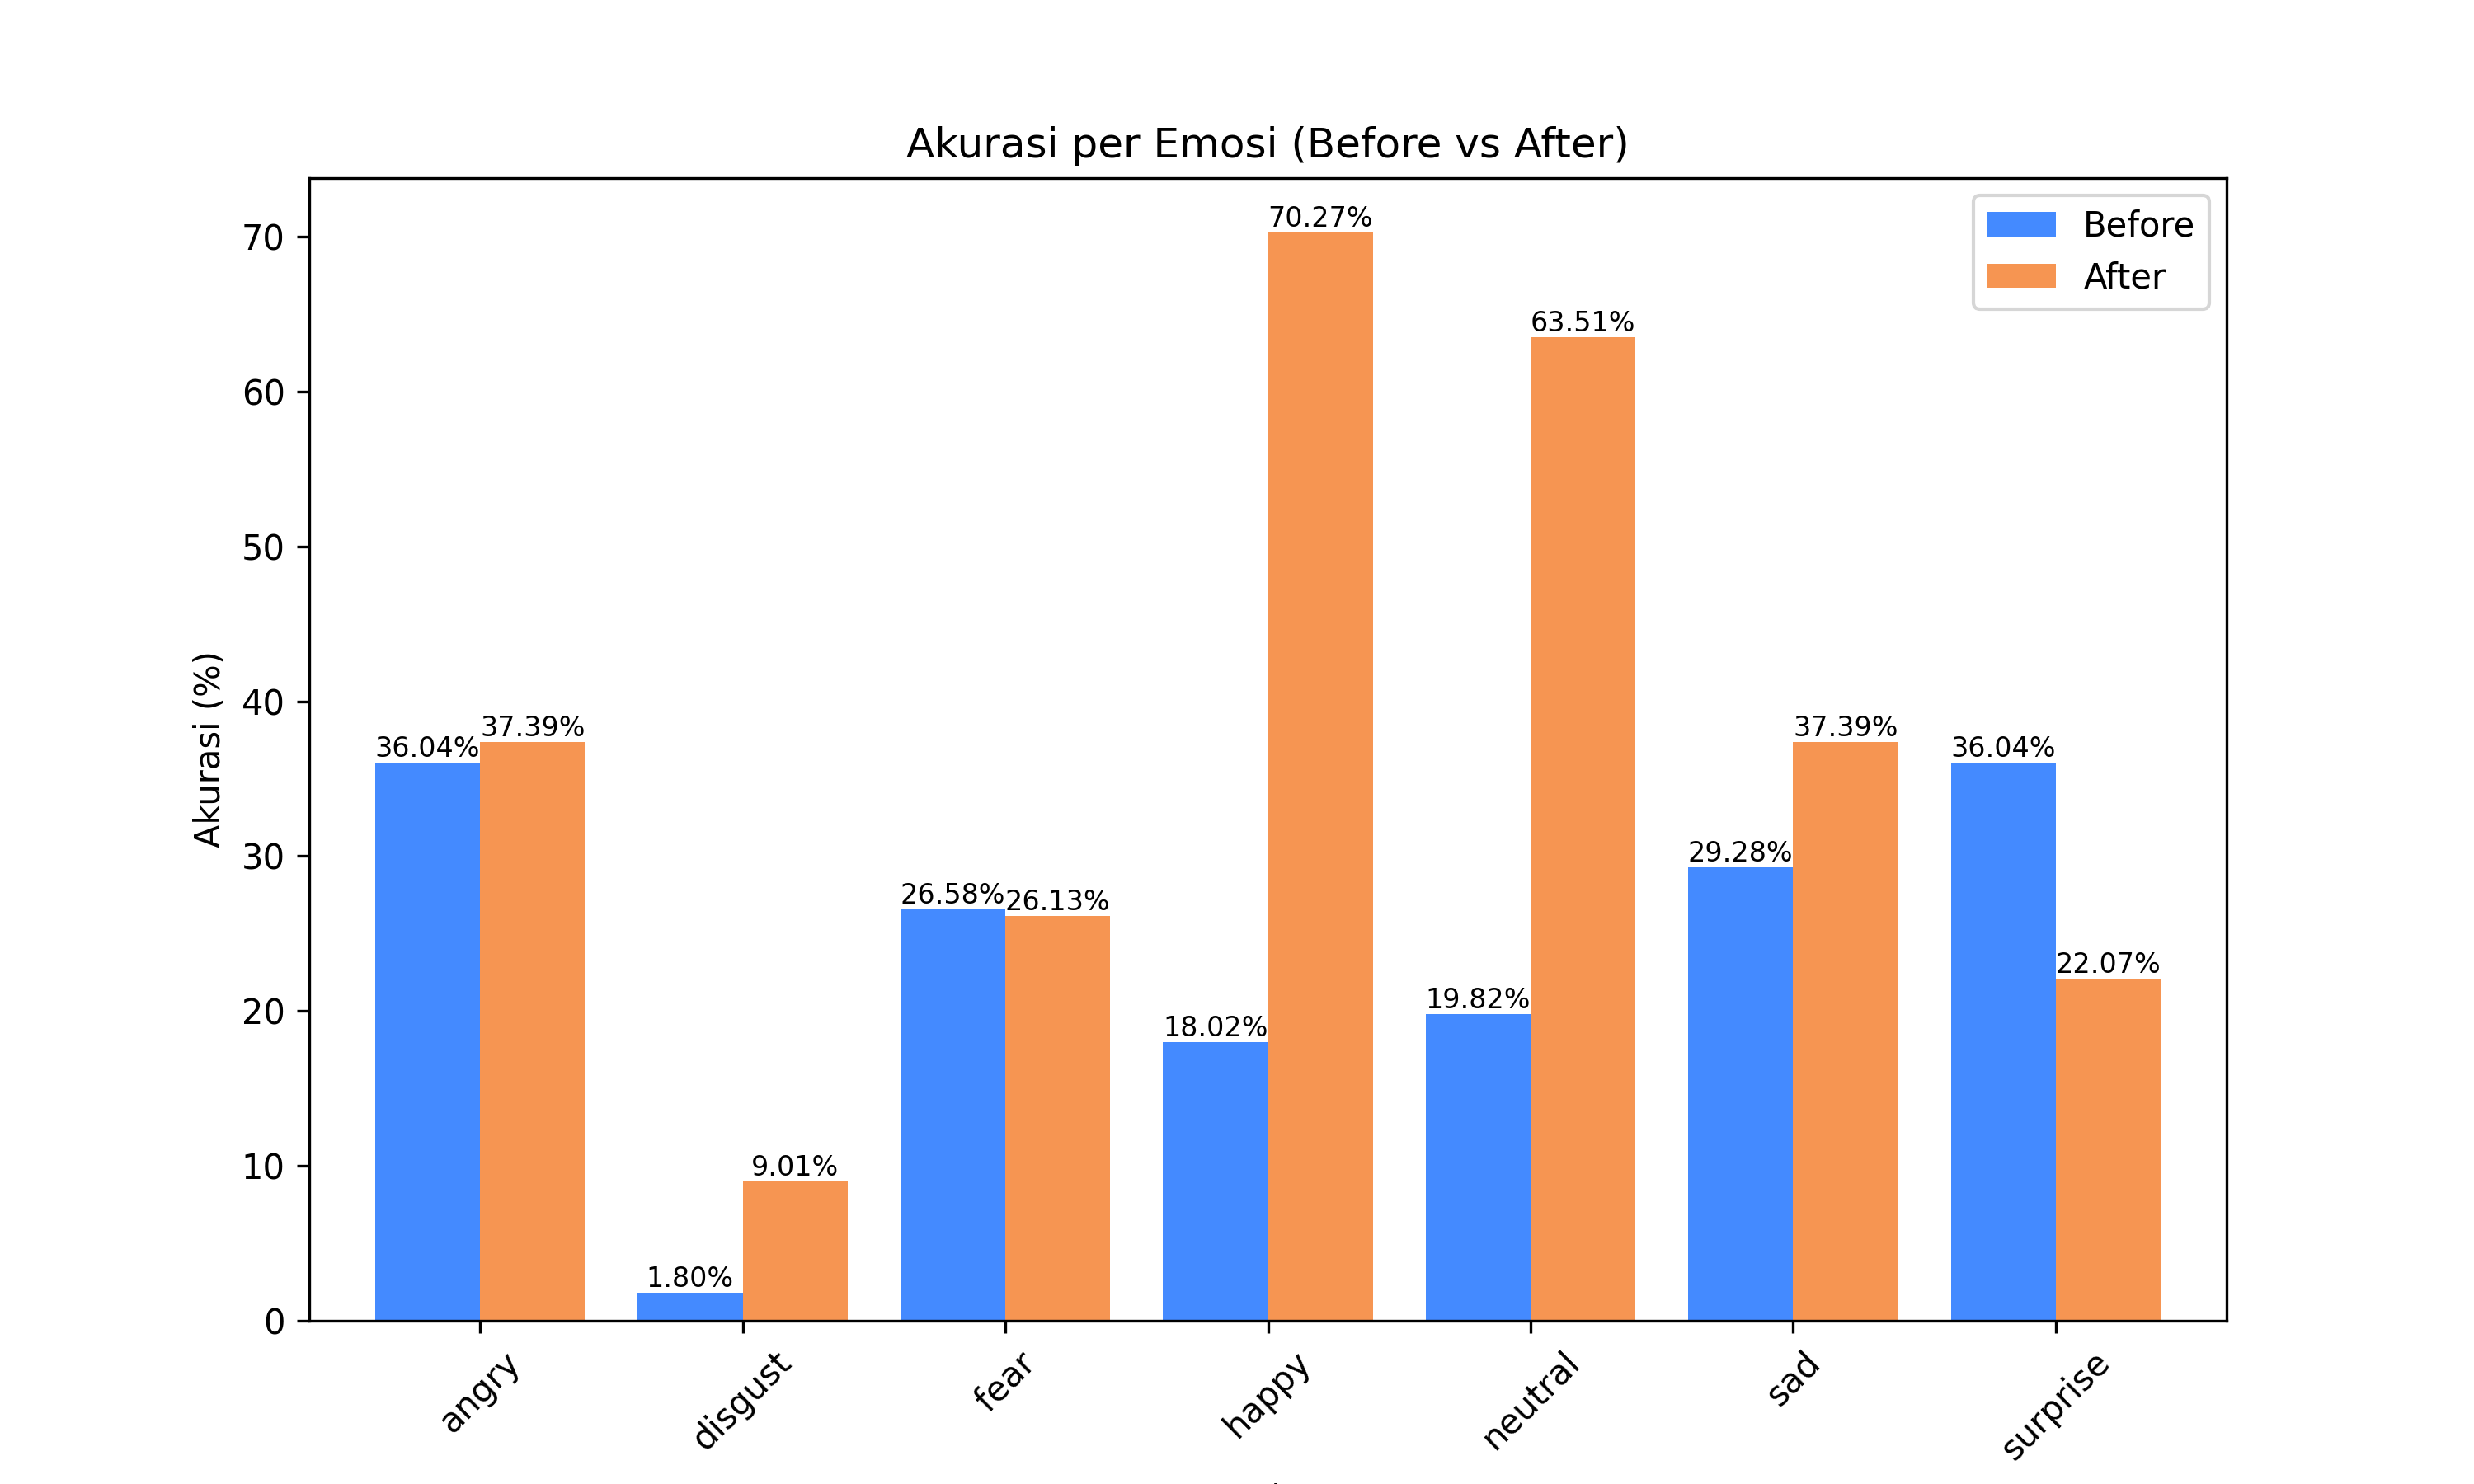 Akurasi per Emosi (Before vs After)
Before
After
Akurasi (%)
70
60
50
40
30
20
10
0
36.04%
37.39%
1.80%
9.01%
26.58%
26.13%
18.02%
70.27%
19.82%
63.51%
29.28%
37.39%
36.04%
22.07%
angry
disgust
fear
happy
neutral
sad
surprise